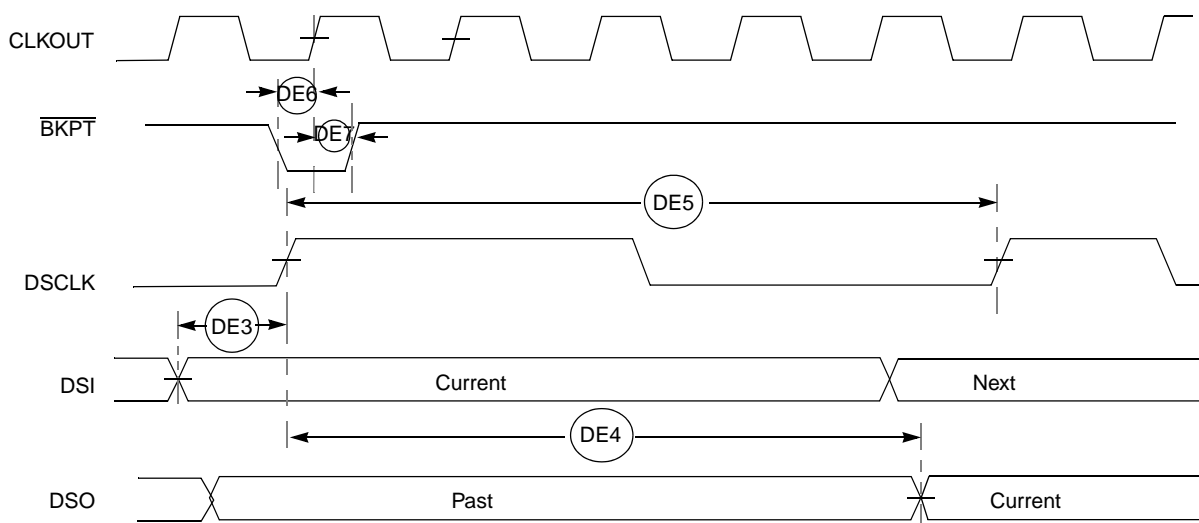 CLKOUT
DE6
BKPT
DE7
DE5
DSCLK
DE3
DSI
Current
Next
DE4
DSO
Past
Current